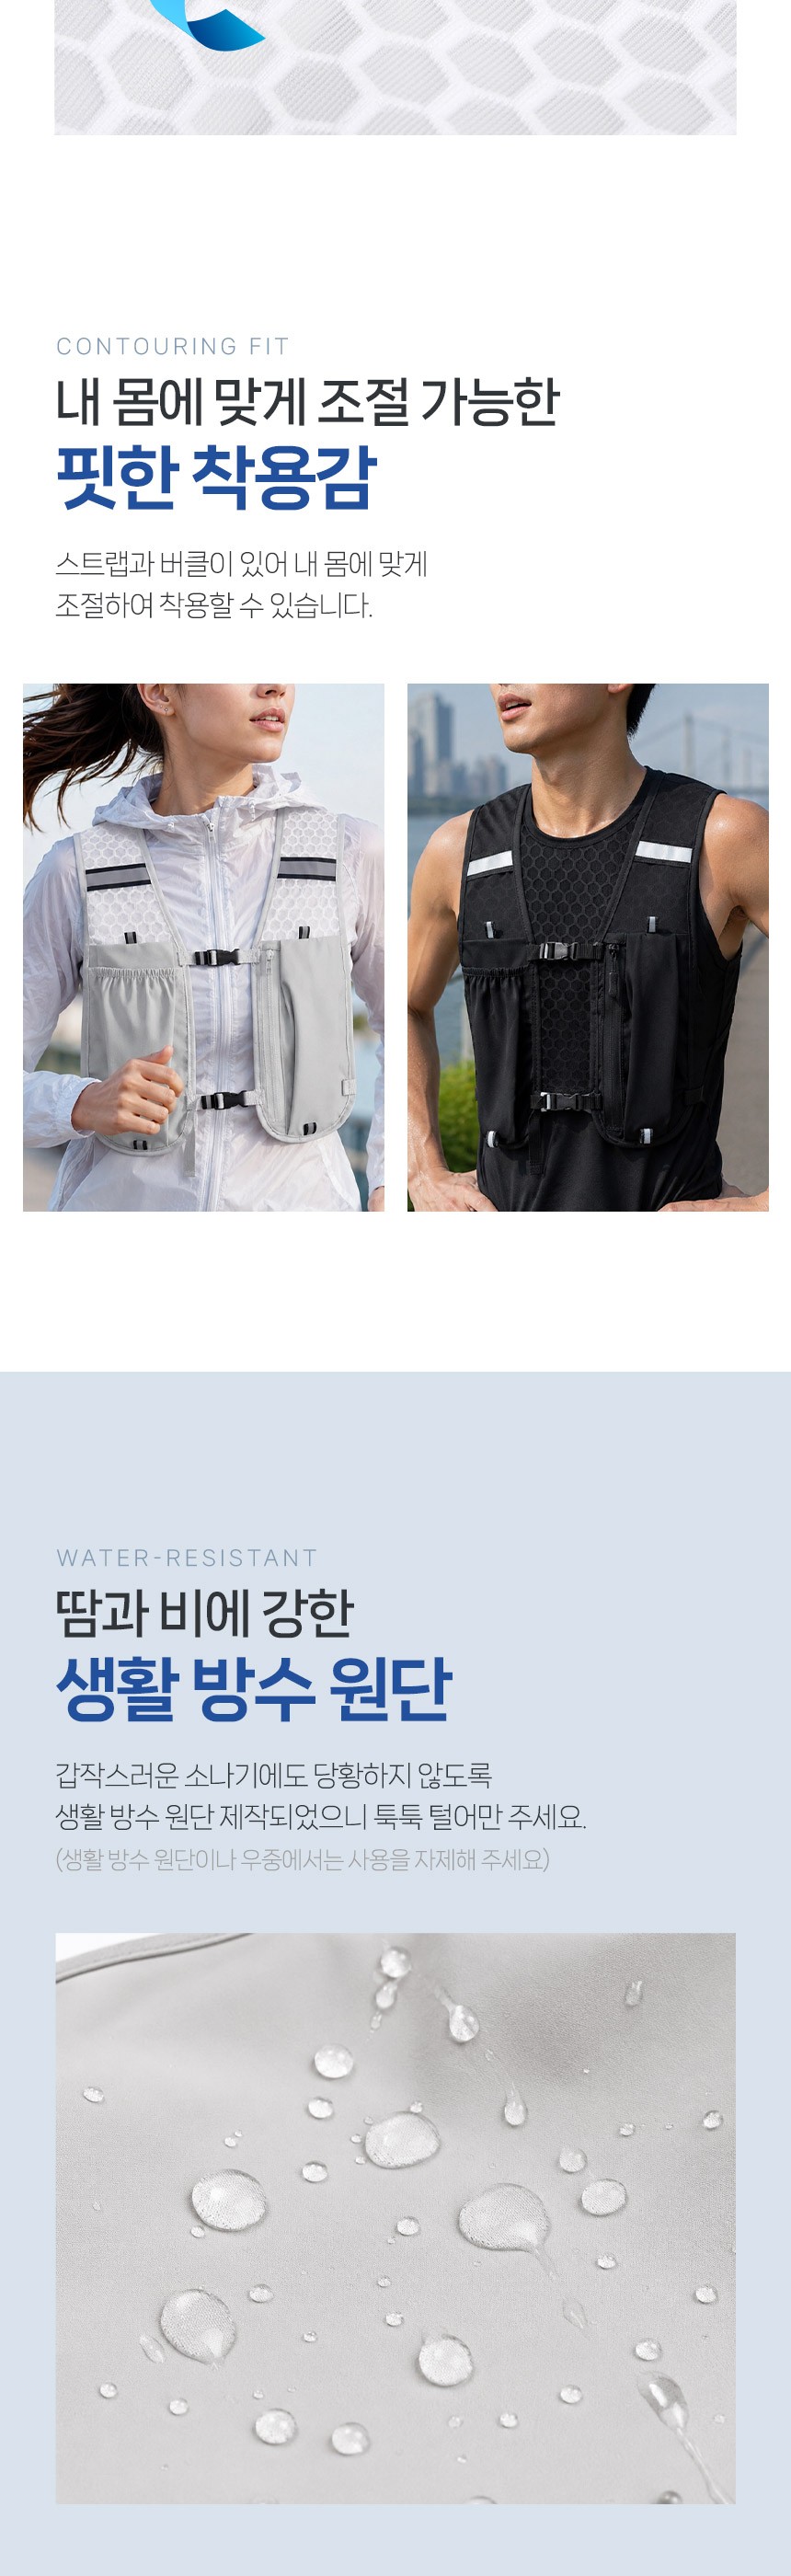 CONTOURING FIT
내 몸에 맞게 조절 가능한
핏한 착용감
스트랩과 버클이 있어 내 몸에 맞게
조절하여 착용할 수 있습니다.
WATER-RESISTANT
땀과 비에 강한
생활 방수 원단
갑작스러운 소나기에도 당황하지 않도록
생활 방수 원단 제작되었으니 툭툭 털어만 주세요.
(생활 방수 원단이나 우중에서는 사용을 자제해 주세요)